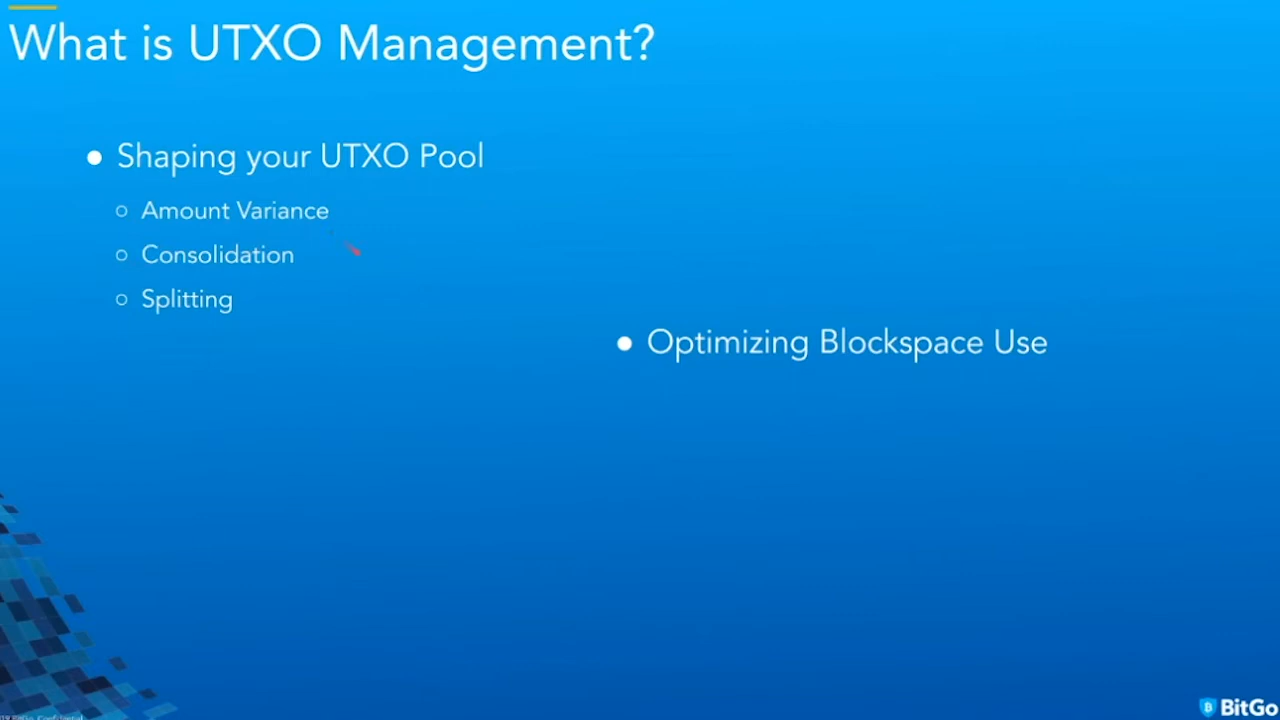 What is UTXO Management?
● Shaping your UTXO Pool
○ Amount Variance
○ Consolidation
○ Splitting
● Optimizing Blockspace Use
BitGo